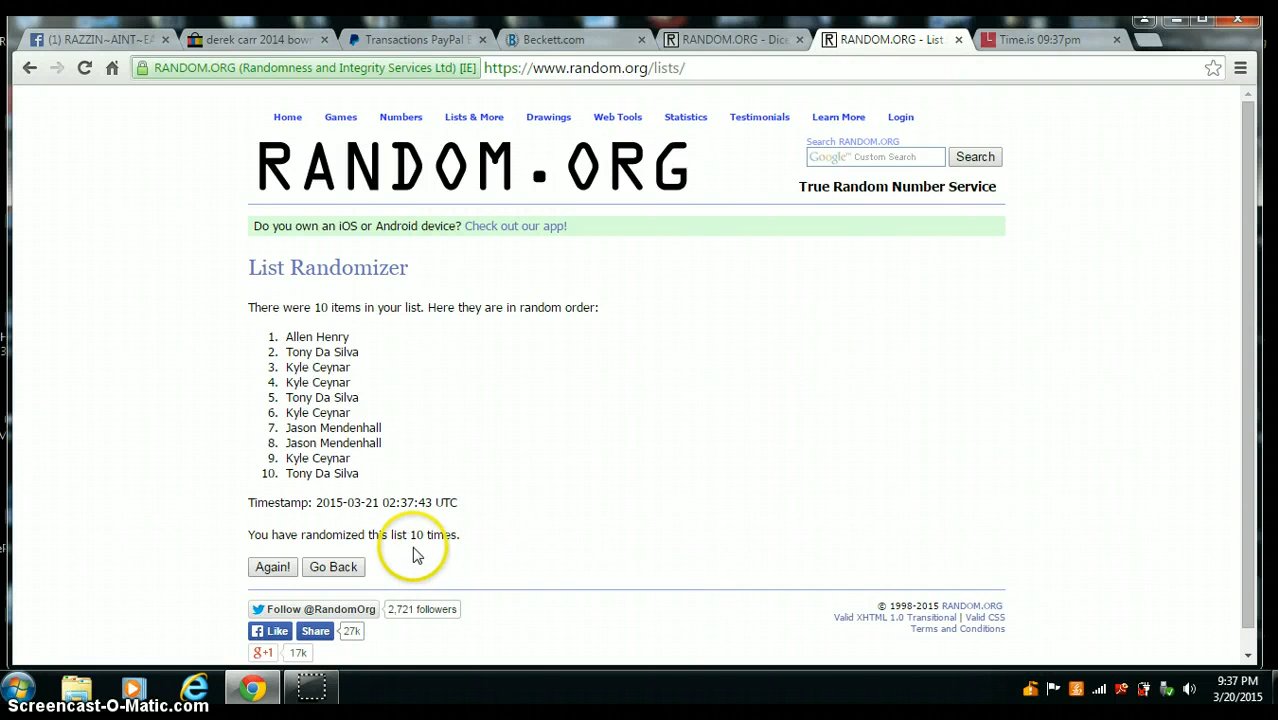 (1) RAZZIN~AINT~EA
derek carr 2014 bown
Transactions PayPal
Beckett.com
RANDOM.ORG - Dice
RANDOM.ORG - List
Time.is 09:37pm
RANDOM.ORG (Randomness and Integrity Services Ltd) [IE] https://www.random.org/lists/
Home Games Numbers Lists & More Drawings Web Tools Statistics Testimonials Learn More Login
Search RANDOM.ORG
RANDOM.ORG
Google™ Custom Search Search
True Random Number Service
Do you own an iOS or Android device? Check out our app!
List Randomizer
There were 10 items in your list. Here they are in random order:
1. Allen Henry
2. Tony Da Silva
3. Kyle Ceynar
4. Kyle Ceynar
5. Tony Da Silva
6. Kyle Ceynar
7. Jason Mendenhall
8. Jason Mendenhall
9. Kyle Ceynar
10. Tony Da Silva
Timestamp: 2015-03-21 02:37:43 UTC
You have randomized this list 10 times.
Again! Go Back
Follow @RandomOrg 2,721 followers
Like Share 27k
g+1 17k
© 1998-2015 RANDOM.ORG
Valid XHTML 1.0 Transitional | Valid CSS
Terms and Conditions
9:37 PM
3/20/2015
Screencast-O-Matic.com